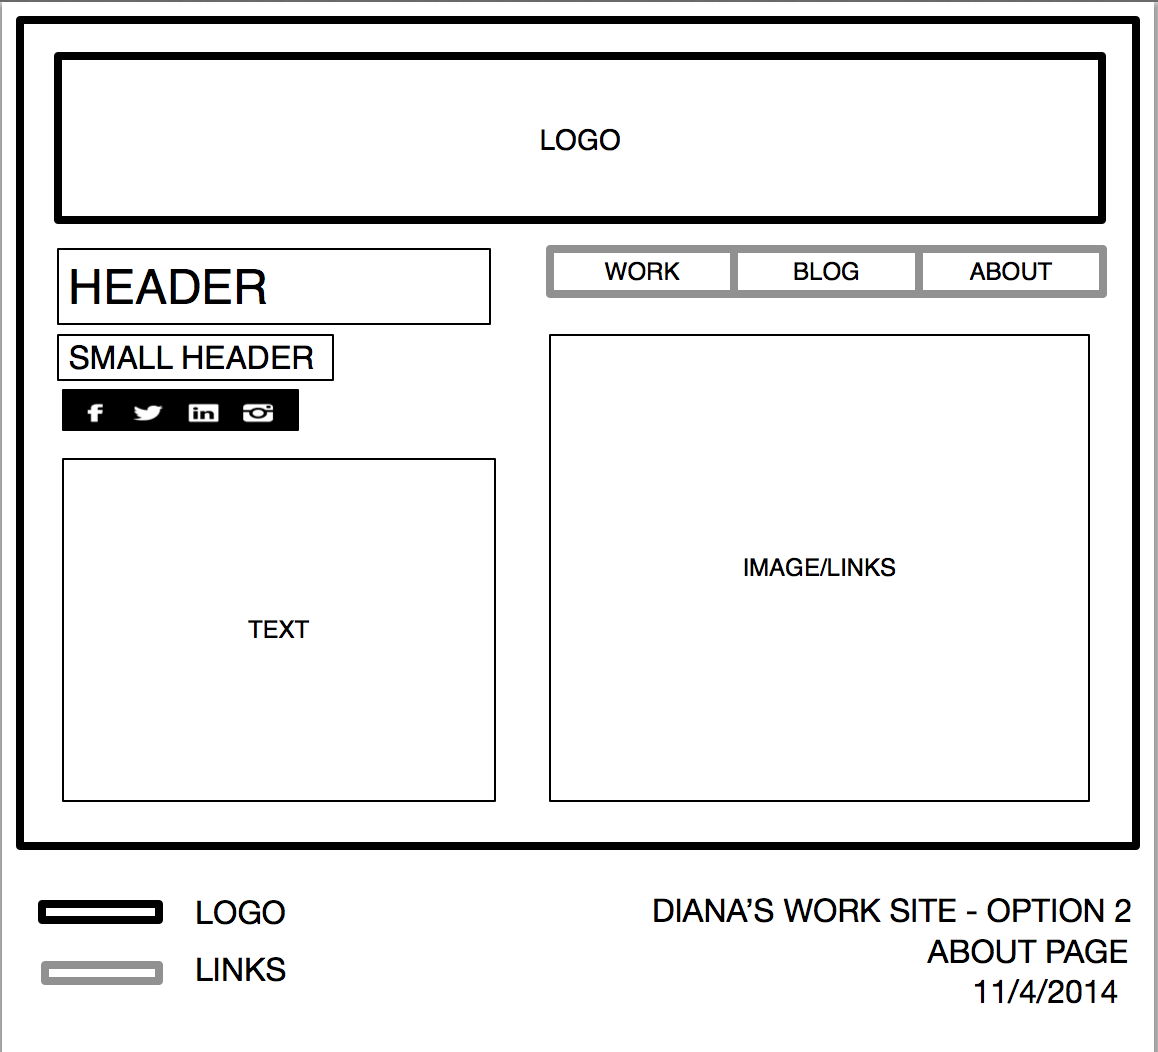 LOGO
HEADER
WORK BLOG ABOUT
SMALL HEADER
f in
IMAGE/LINKS
TEXT
LOGO
LINKS
DIANA’S WORK SITE - OPTION 2
ABOUT PAGE
11/4/2014